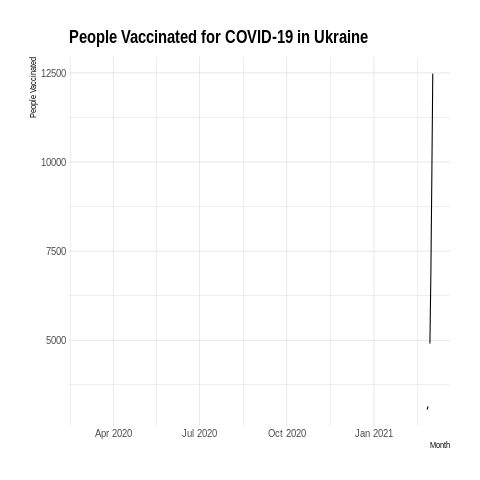 People Vaccinated for COVID-19 in Ukraine
People Vaccinated
12500
10000
7500
5000
Apr 2020
Jul 2020
Oct 2020
Jan 2021
Month